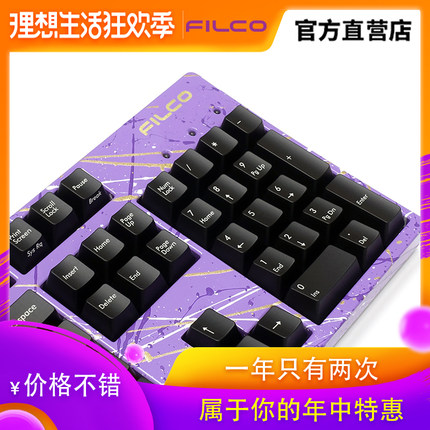 理想生活狂欢季 FILCO 官方直营店
FILCO
Pause
Break
Scroll Lock
Print Screen
Sys Rq
Page Up
Home
Insert
Page Down
End
Delete
-
*
/
Num Lock
+
9 Pg Up
8 ↑
7 Home
6 →
5
4 ←
Enter
3 Pg Dn
2 ↓
1 End
. Del
0 Ins
←
→
space
一年只有两次
¥价格不错
属于你的年中特惠